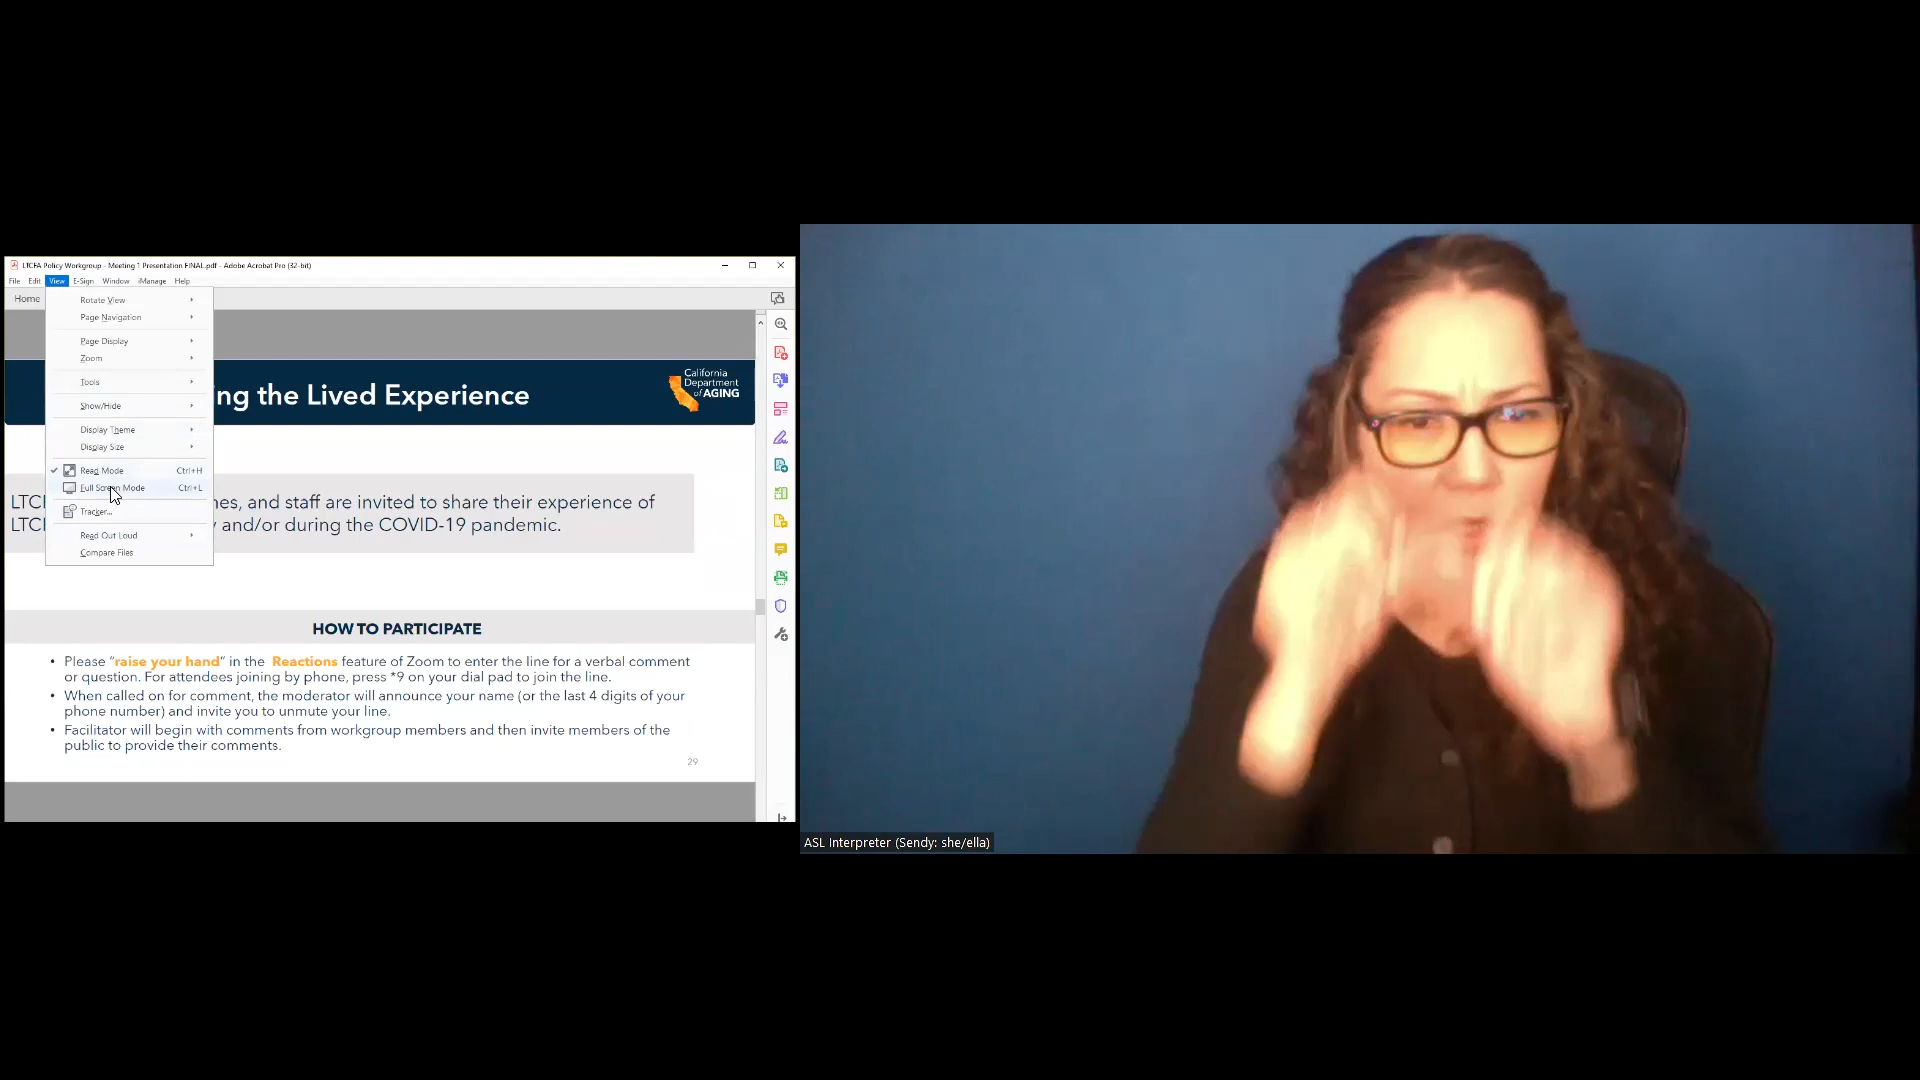 LTCFA Policy Workgroup - Meeting 1 Presentation FINAL.pdf - Adobe Acrobat Pro (32-bit)
File Edit View E-Sign Window iManage Help
Home
Rotate View
Page Navigation
Page Display
Zoom
Tools
Show/Hide
Display Theme
Display Size
Read Mode Ctrl+H
Full Screen Mode Ctrl+L
Tracker...
Read Out Loud
Compare Files
ing the Lived Experience
California
Department
of AGING
and staff are invited to share their experience of
and/or during the COVID-19 pandemic.
HOW TO PARTICIPATE
• Please “raise your hand” in the Reactions feature of Zoom to enter the line for a verbal comment
or question. For attendees joining by phone, press *9 on your dial pad to join the line.
• When called on for comment, the moderator will announce your name (or the last 4 digits of your
phone number) and invite you to unmute your line.
• Facilitator will begin with comments from workgroup members and then invite members of the
public to provide their comments.
29
ASL Interpreter (Sendy: she/ella)